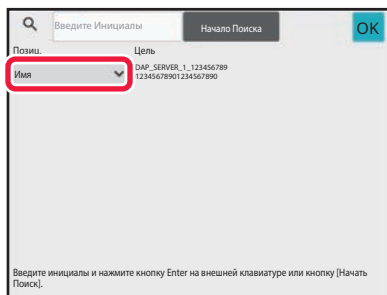 Введите Инициалы
Начало Поиска
OK
Позиц.
Цель
Имя
DAP_SERVER_1_123456789
12345678901234567890
Введите инициалы и нажмите кнопку Enter на внешней клавиатуре или кнопку [Начать
Поиск].